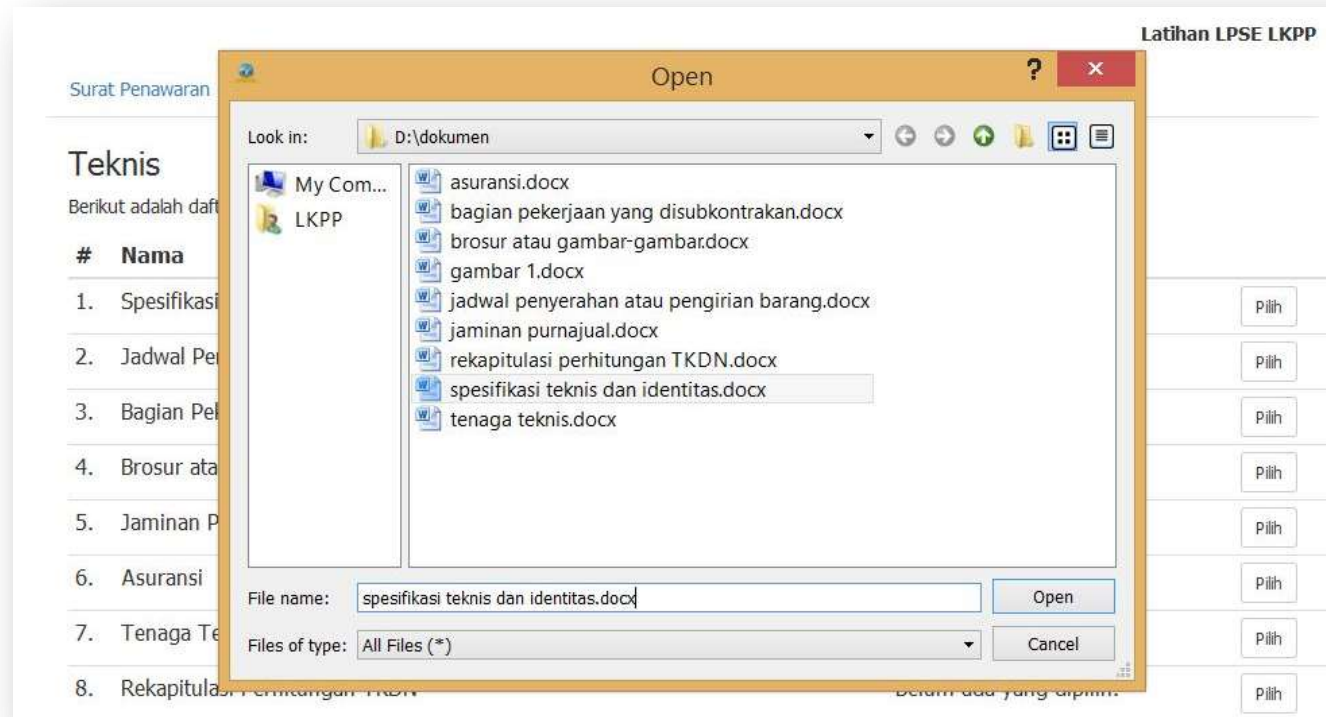 Latihan LPSE LKPP
Surat Penawaran
Open
?
Look in:
D:\dokumen
My Com...
LKPP
asuransi.docx
bagian pekerjaan yang disubkontrakan.docx
brosur atau gambar-gambar.docx
gambar 1.docx
jadwal penyerahan atau pengirian barang.docx
jaminan purnajual.docx
rekapitulasi perhitungan TKDN.docx
spesifikasi teknis dan identitas.docx
tenaga teknis.docx
File name:
spesifikasi teknis dan identitas.docx
Open
Files of type:
All Files (*)
Cancel
Teknis
Berikut adalah daft
# Nama
1. Spesifikasi
Pilih
2. Jadwal Pe
Pilih
3. Bagian Pe
Pilih
4. Brosur ata
Pilih
5. Jaminan P
Pilih
6. Asuransi
Pilih
7. Tenaga Te
Pilih
8. Rekapitulasi Perhitungan TKDN
Belum ada yang dipilih.
Pilih